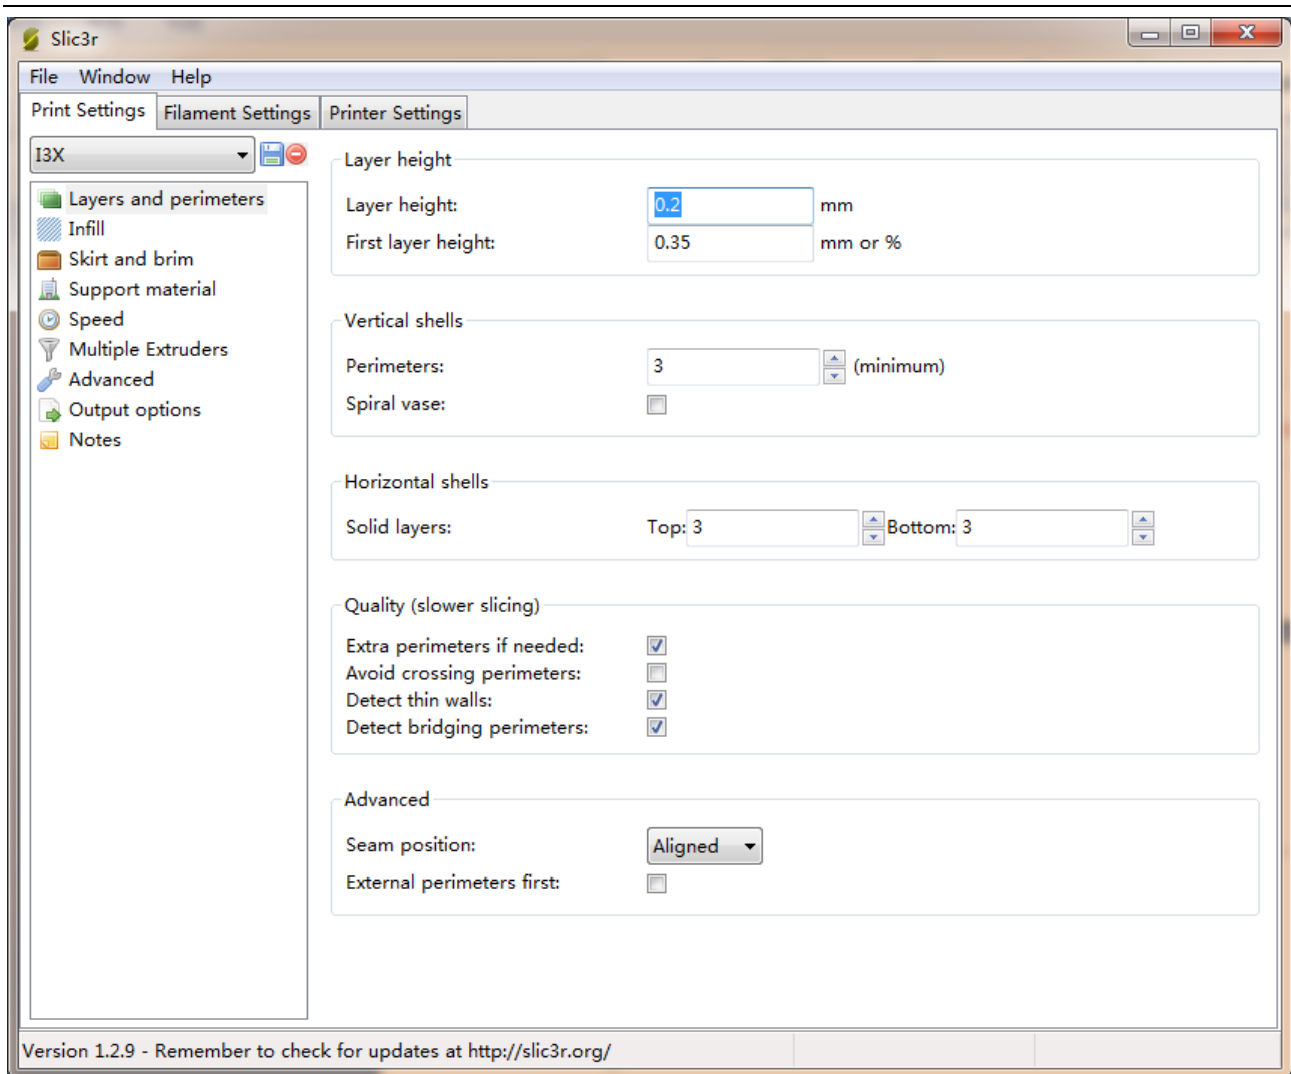 Slic3r
File Window Help
Print Settings Filament Settings Printer Settings
I3X
Layers and perimeters
Infill
Skirt and brim
Support material
Speed
Multiple Extruders
Advanced
Output options
Notes
Layer height
Layer height: 0.2 mm
First layer height: 0.35 mm or %
Vertical shells
Perimeters: 3 (minimum)
Spiral vase:
Horizontal shells
Solid layers: Top: 3 Bottom: 3
Quality (slower slicing)
Extra perimeters if needed:
Avoid crossing perimeters:
Detect thin walls:
Detect bridging perimeters:
Advanced
Seam position: Aligned
External perimeters first:
Version 1.2.9 - Remember to check for updates at http://slic3r.org/